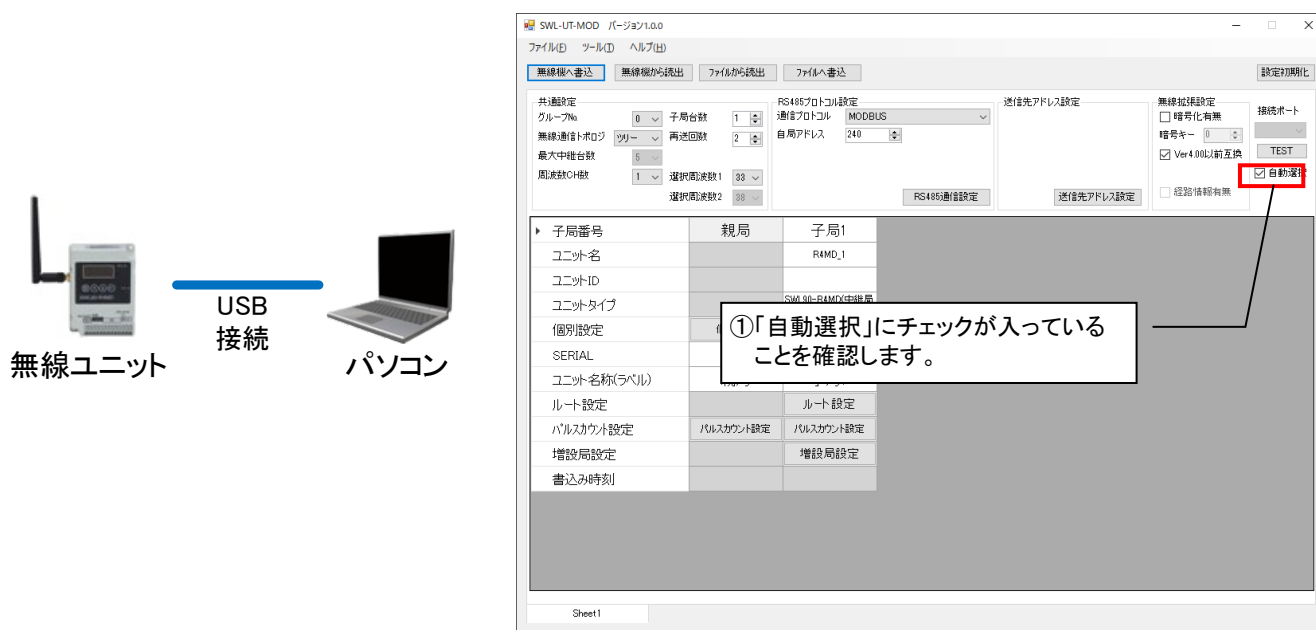 SWL-UT-MOD バージョン1.0.0
ファイル(F) ツール(T) ヘルプ(H)
無線機へ書込 無線機から読出 ファイルから読出 ファイルへ書込 設定初期化
共通設定 RS485プロトコル設定 送信先アドレス設定 無線拡張設定
グループNo. 0 子局台数 1 通信プロトコル MODBUS 暗号化有無 接続ポート
無線通信トポロジ ツリー 再送回数 2 自局アドレス 240 暗号キー 0
最大中継台数 5 Ver4.00以前互換 TEST
周波数CH数 1 選択周波数1 33 自動選択
選択周波数2 38 RS485通信設定 送信先アドレス設定 経路情報有無
子局番号 親局 子局1
ユニット名 R4MD_1
ユニットID
ユニットタイプ SWL90-R4MD(中継局
個別設定
SERIAL
ユニット名称(ラベル)
ルート設定 ルート設定
パルスカウント設定 パルスカウント設定 パルスカウント設定
増設局設定 増設局設定
書込み時刻
Sheet1
①「自動選択」にチェックが入っている
ことを確認します。
USB
接続
無線ユニット パソコン